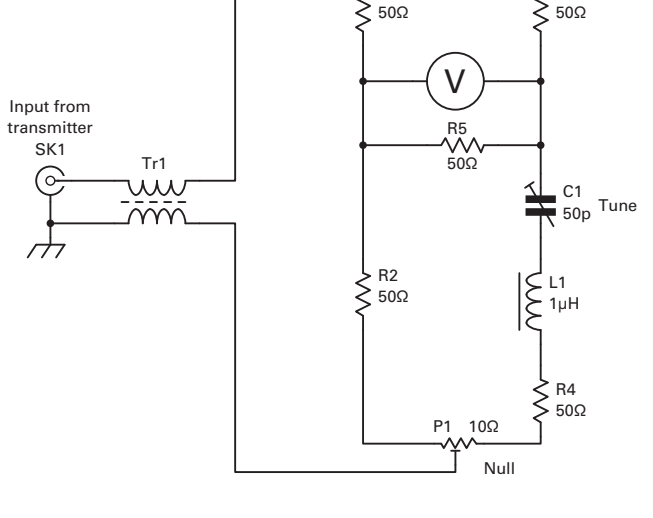 50Ω
50Ω
V
Input from
transmitter
SK1
Tr1
R5
50Ω
C1
50p
Tune
L1
1µH
R2
50Ω
R4
50Ω
P1 10Ω
Null